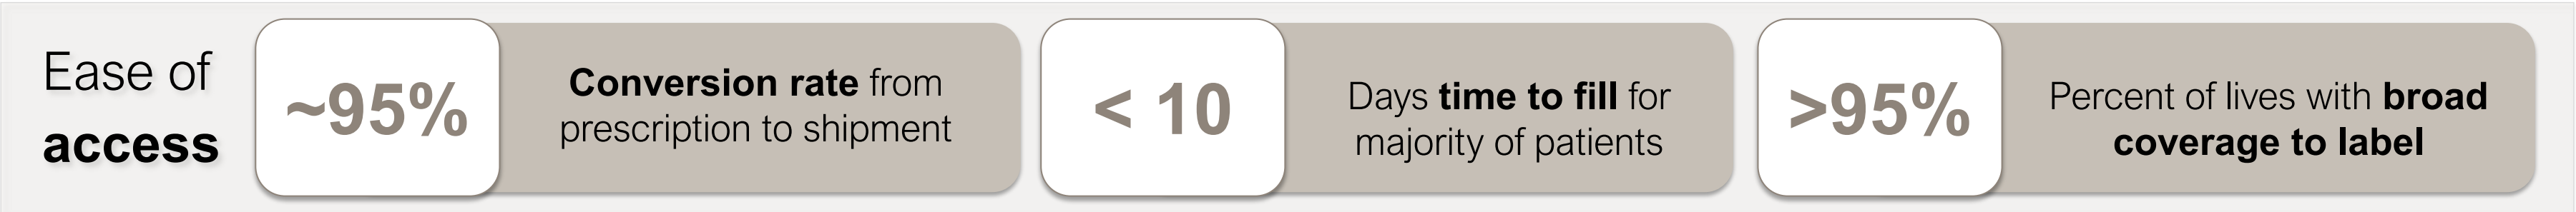 Ease of
access
~95%
Conversion rate from
prescription to shipment
< 10
Days time to fill for
majority of patients
>95%
Percent of lives with broad
coverage to label